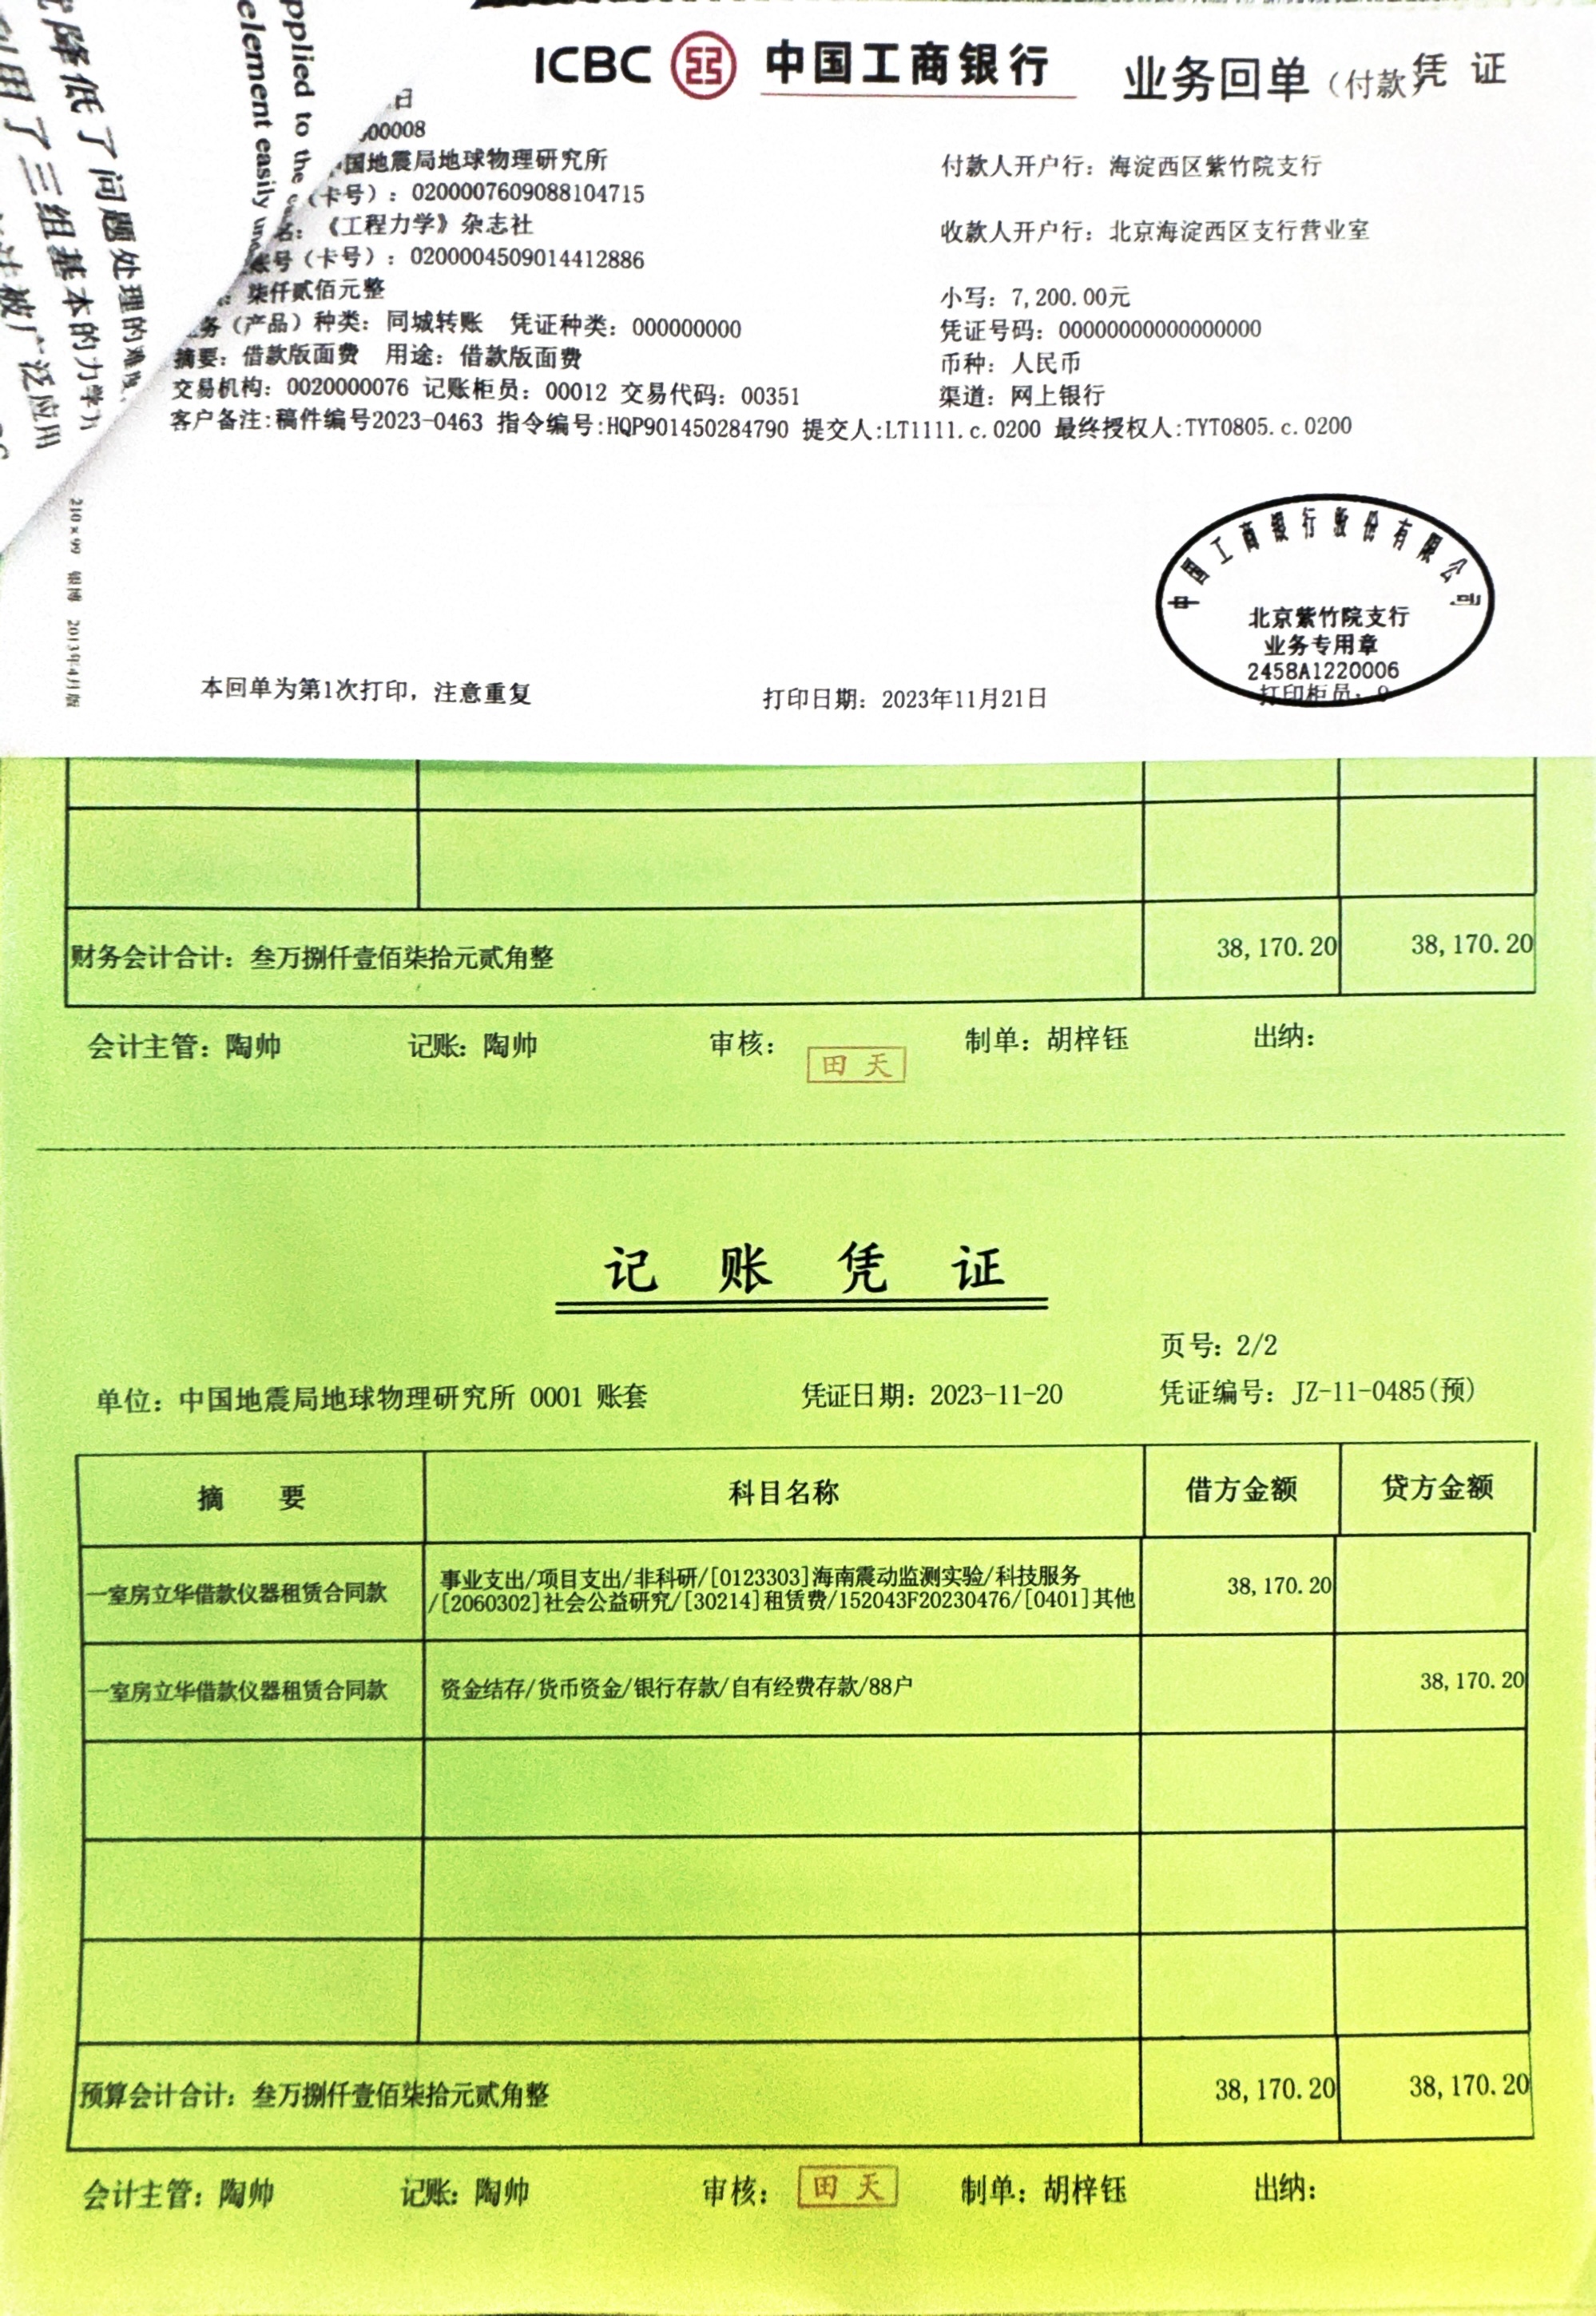 降低了问题处理的
利用了三组基本的力学
被广泛应用
pplied to the
element easily
ICBC 中国工商银行 业务回单（付款）凭 证
日
00008
国地震局地球物理研究所 付款人开户行：海淀西区紫竹院支行
（卡号）：0200007609088104715
名：《工程力学》杂志社 收款人开户行：北京海淀西区支行营业室
账号（卡号）：0200004509014412886
：柒仟贰佰元整 小写：7,200.00元
务（产品）种类：同城转账 凭证种类：000000000 凭证号码：00000000000000000
摘要：借款版面费 用途：借款版面费 币种：人民币
交易机构：0020000076 记账柜员：00012 交易代码：00351 渠道：网上银行
客户备注:稿件编号2023-0463 指令编号:HQP901450284790 提交人:LT1111.c.0200 最终授权人:TYT0805.c.0200
210×99 银博 2013年4月版
中国工商银行股份有限公司
北京紫竹院支行
业务专用章
2458A1220006
本回单为第1次打印，注意重复 打印日期：2023年11月21日 打印柜员：9
财务会计合计：叁万捌仟壹佰柒拾元贰角整 38,170.20 38,170.20
会计主管：陶帅 记账：陶帅 审核： 田天 制单：胡梓钰 出纳：
记 账 凭 证
页号：2/2
单位：中国地震局地球物理研究所 0001 账套 凭证日期：2023-11-20 凭证编号：JZ-11-0485(预)
摘 要 科目名称 借方金额 贷方金额
一室房立华借款仪器租赁合同款 事业支出/项目支出/非科研/[0123303]海南震动监测实验/科技服务 38,170.20
/[2060302]社会公益研究/[30214]租赁费/152043F20230476/[0401]其他
一室房立华借款仪器租赁合同款 资金结存/货币资金/银行存款/自有经费存款/88户 38,170.20
预算会计合计：叁万捌仟壹佰柒拾元贰角整 38,170.20 38,170.20
会计主管：陶帅 记账：陶帅 审核： 田天 制单：胡梓钰 出纳：